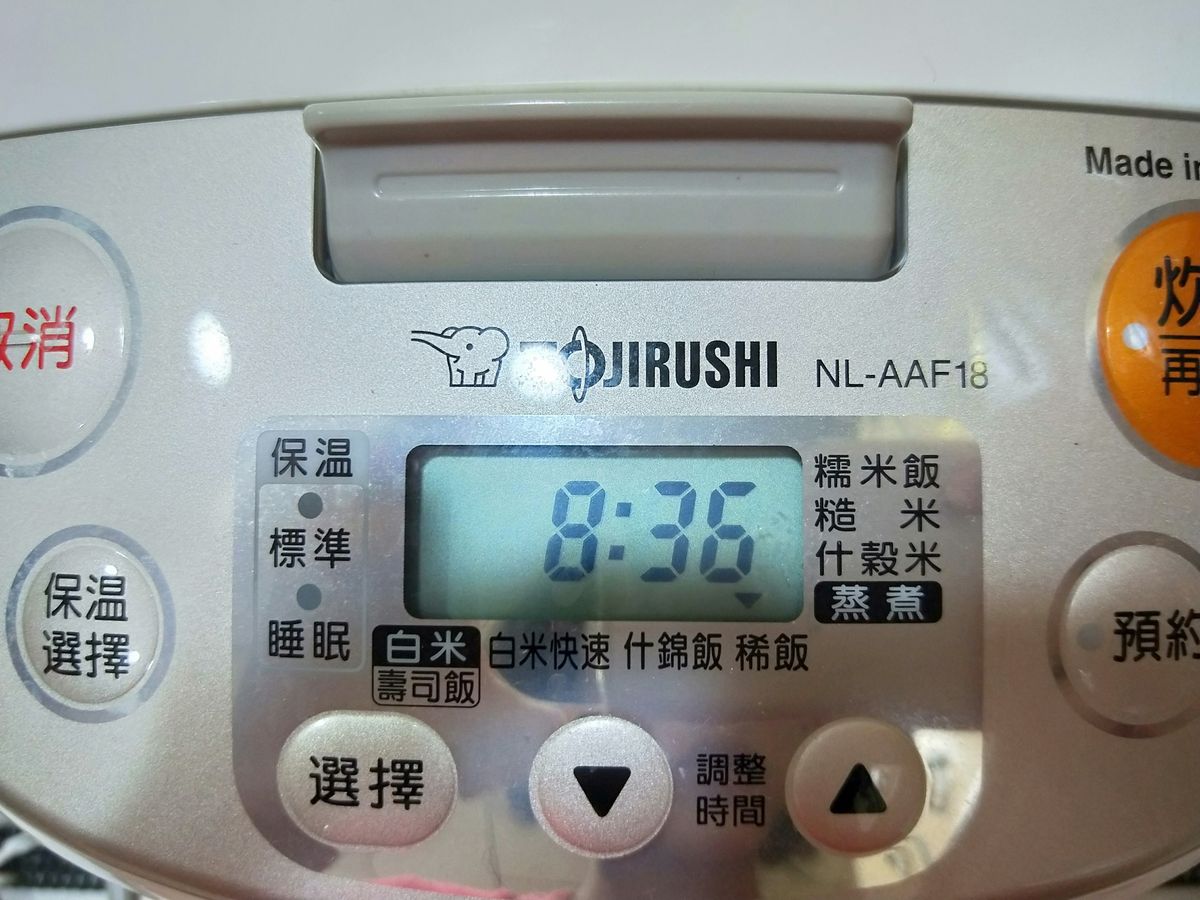 Made in
取消
炊
再
ZOJIRUSHI NL-AAF18
保温
標準
睡眠
8:36
糯米飯
糙米
什穀米
蒸煮
保温
選擇
預約
白米 白米快速 什錦飯 稀飯
壽司飯
選擇
▼
調整
時間
▲